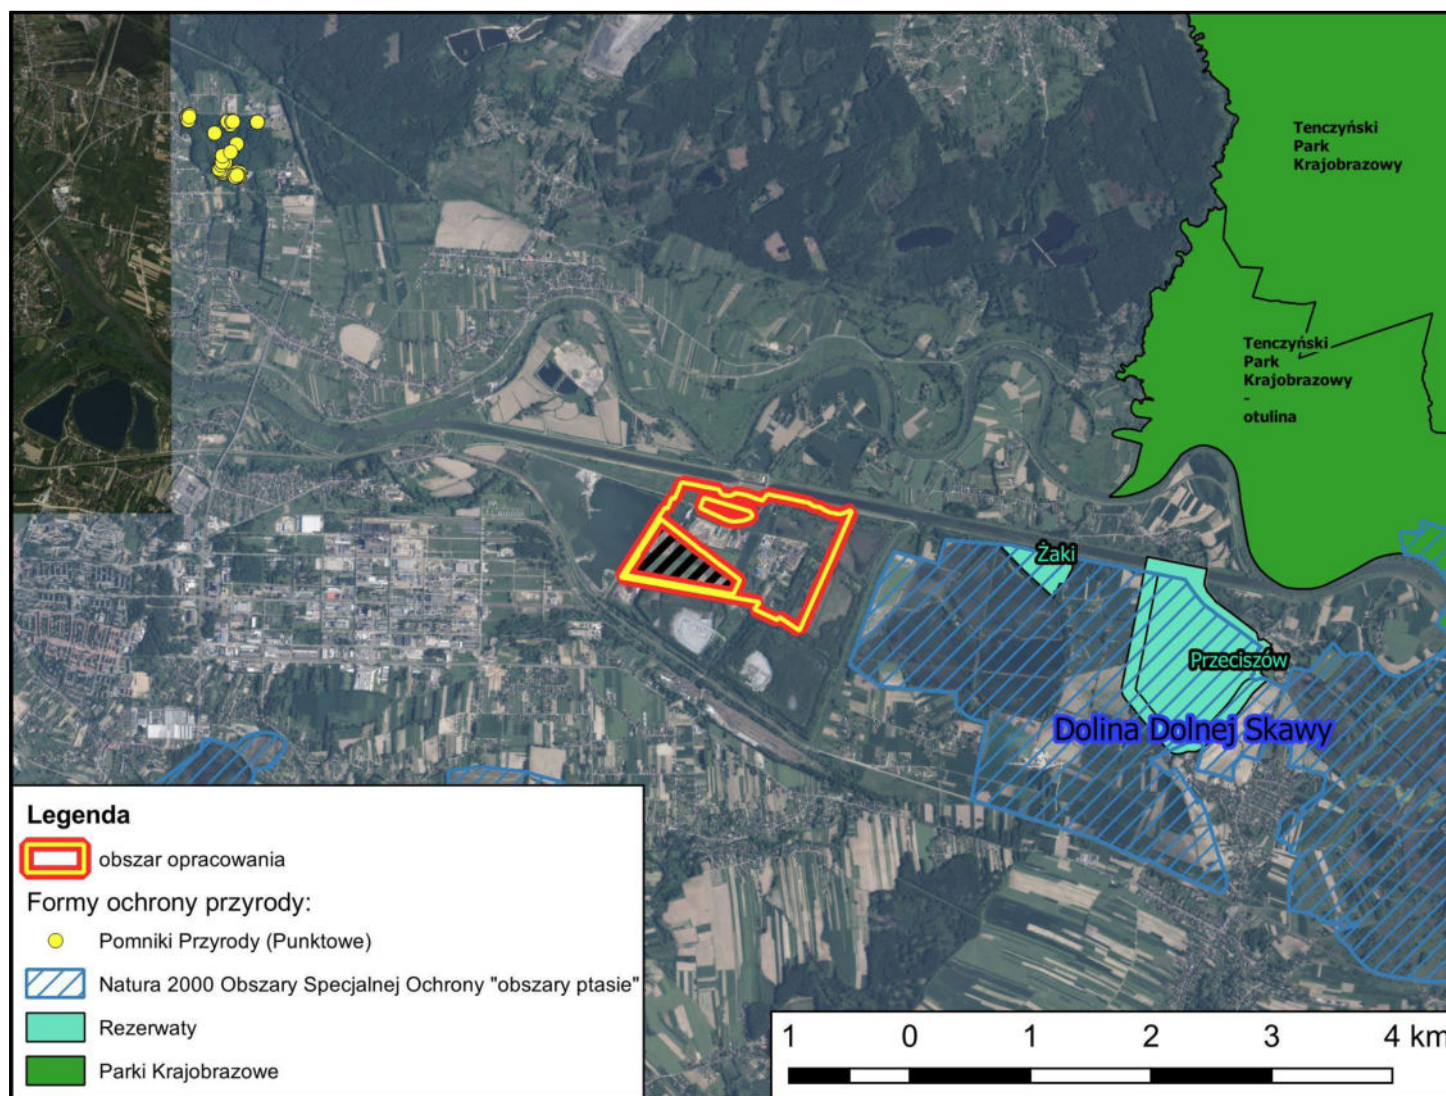 Tenczyński
Park
Krajobrazowy
Tenczyński
Park
Krajobrazowy
-
otulina
Żaki
Przeciszów
Dolina Dolnej Skawy
Legenda
obszar opracowania
Formy ochrony przyrody:
Pomniki Przyrody (Punktowe)
Natura 2000 Obszary Specjalnej Ochrony "obszary ptasie"
Rezerwaty
Parki Krajobrazowe
1 0 1 2 3 4 km